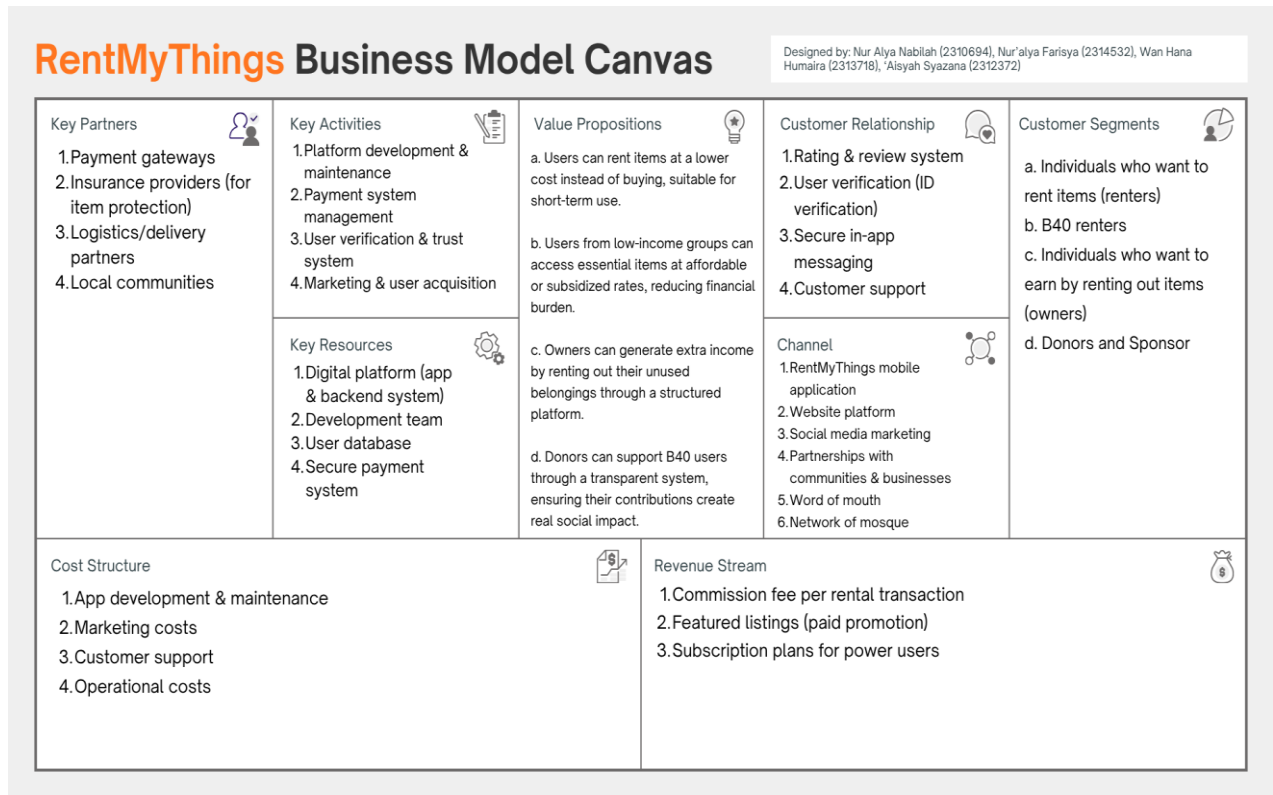 RentMyThings Business Model Canvas
Designed by: Nur Alya Nabilah (2310694), Nur'alya Farisya (2314532), Wan Hana
Humaira (2313718), ‘Aisyah Syazana (2312372)
Key Partners
1.Payment gateways
2.Insurance providers (for
item protection)
3.Logistics/delivery
partners
4.Local communities
Key Activities
1.Platform development &
maintenance
2.Payment system
management
3.User verification & trust
system
4.Marketing & user acquisition
Key Resources
1.Digital platform (app
& backend system)
2.Development team
3.User database
4.Secure payment
system
Value Propositions
a. Users can rent items at a lower
cost instead of buying, suitable for
short-term use.
b. Users from low-income groups can
access essential items at affordable
or subsidized rates, reducing financial
burden.
c. Owners can generate extra income
by renting out their unused
belongings through a structured
platform.
d. Donors can support B40 users
through a transparent system,
ensuring their contributions create
real social impact.
Customer Relationship
1.Rating & review system
2.User verification (ID
verification)
3.Secure in-app
messaging
4.Customer support
Channel
1.RentMyThings mobile
application
2.Website platform
3.Social media marketing
4.Partnerships with
communities & businesses
5.Word of mouth
6.Network of mosque
Customer Segments
a. Individuals who want to
rent items (renters)
b. B40 renters
c. Individuals who want to
earn by renting out items
(owners)
d. Donors and Sponsor
Cost Structure
1.App development & maintenance
2.Marketing costs
3.Customer support
4.Operational costs
Revenue Stream
1.Commission fee per rental transaction
2.Featured listings (paid promotion)
3.Subscription plans for power users